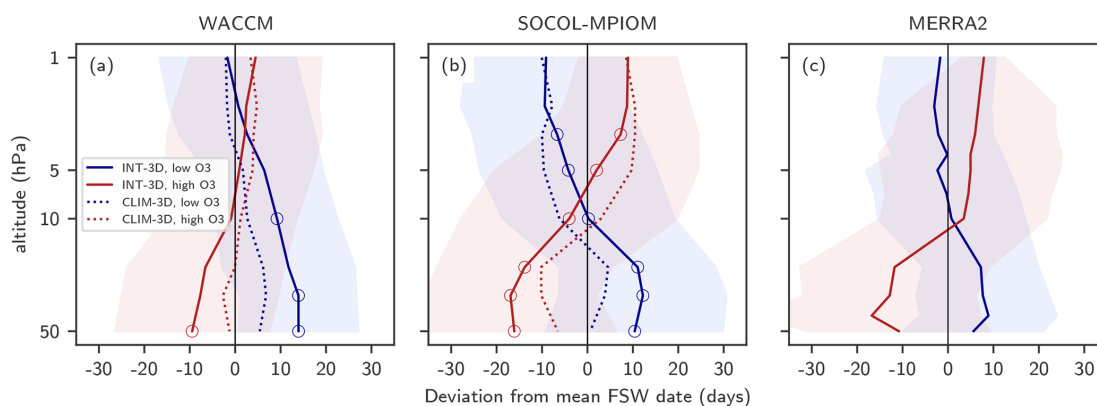 WACCM
SOCOL-MPIOM
MERRA2
(a)
(b)
(c)
1
5
10
50
altitude (hPa)
INT-3D, low O3
INT-3D, high O3
CLIM-3D, low O3
CLIM-3D, high O3
-30 -20 -10 0 10 20 30
-30 -20 -10 0 10 20 30
-30 -20 -10 0 10 20 30
Deviation from mean FSW date (days)